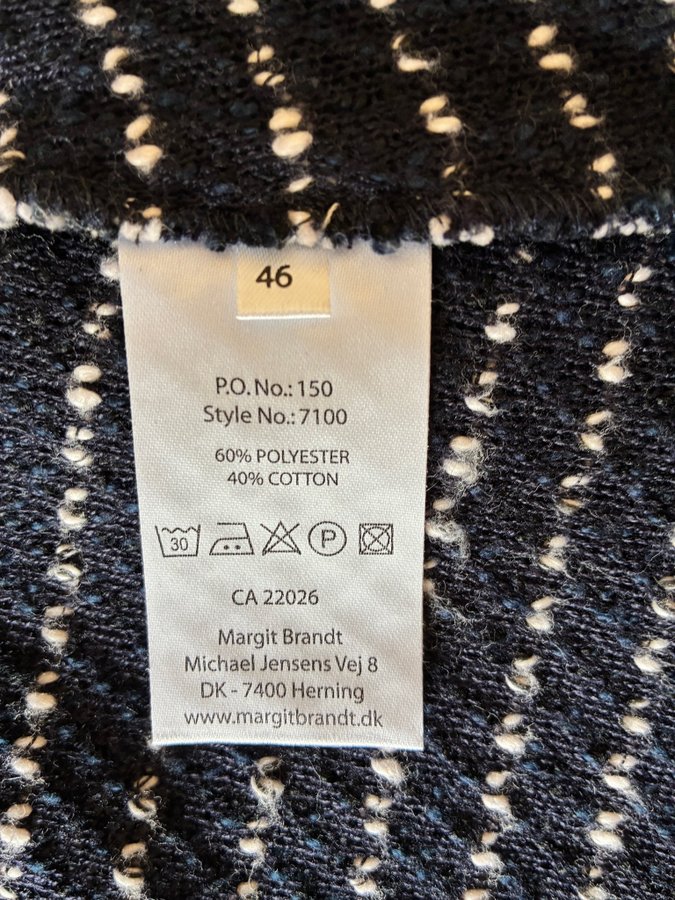 46
P.O. No.: 150
Style No.: 7100
60% POLYESTER
40% COTTON
30 P
CA 22026
Margit Brandt
Michael Jensens Vej 8
DK - 7400 Herning
www.margitbrandt.dk